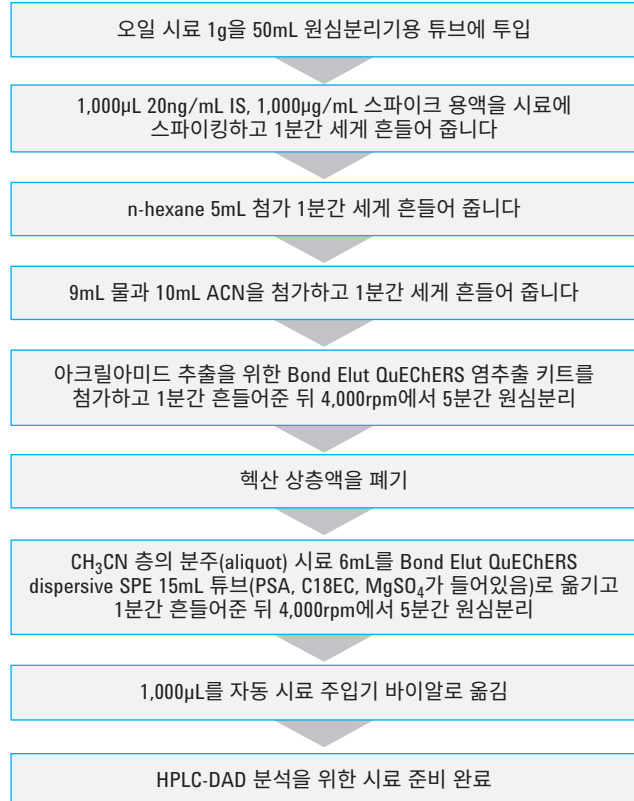 오일 시료 1g을 50mL 원심분리기용 튜브에 투입
1,000µL 20ng/mL IS, 1,000µg/mL 스파이크 용액을 시료에
스파이킹하고 1분간 세게 흔들어 줍니다
n-hexane 5mL 첨가 1분간 세게 흔들어 줍니다
9mL 물과 10mL ACN을 첨가하고 1분간 세게 흔들어 줍니다
아크릴아미드 추출을 위한 Bond Elut QuEChERS 염추출 키트를
첨가하고 1분간 흔들어준 뒤 4,000rpm에서 5분간 원심분리
헥산 상층액을 폐기
CH₃CN 층의 분주(aliquot) 시료 6mL를 Bond Elut QuEChERS
dispersive SPE 15mL 튜브(PSA, C18EC, MgSO₄가 들어있음)로 옮기고
1분간 흔들어준 뒤 4,000rpm에서 5분간 원심분리
1,000µL를 자동 시료 주입기 바이알로 옮김
HPLC-DAD 분석을 위한 시료 준비 완료